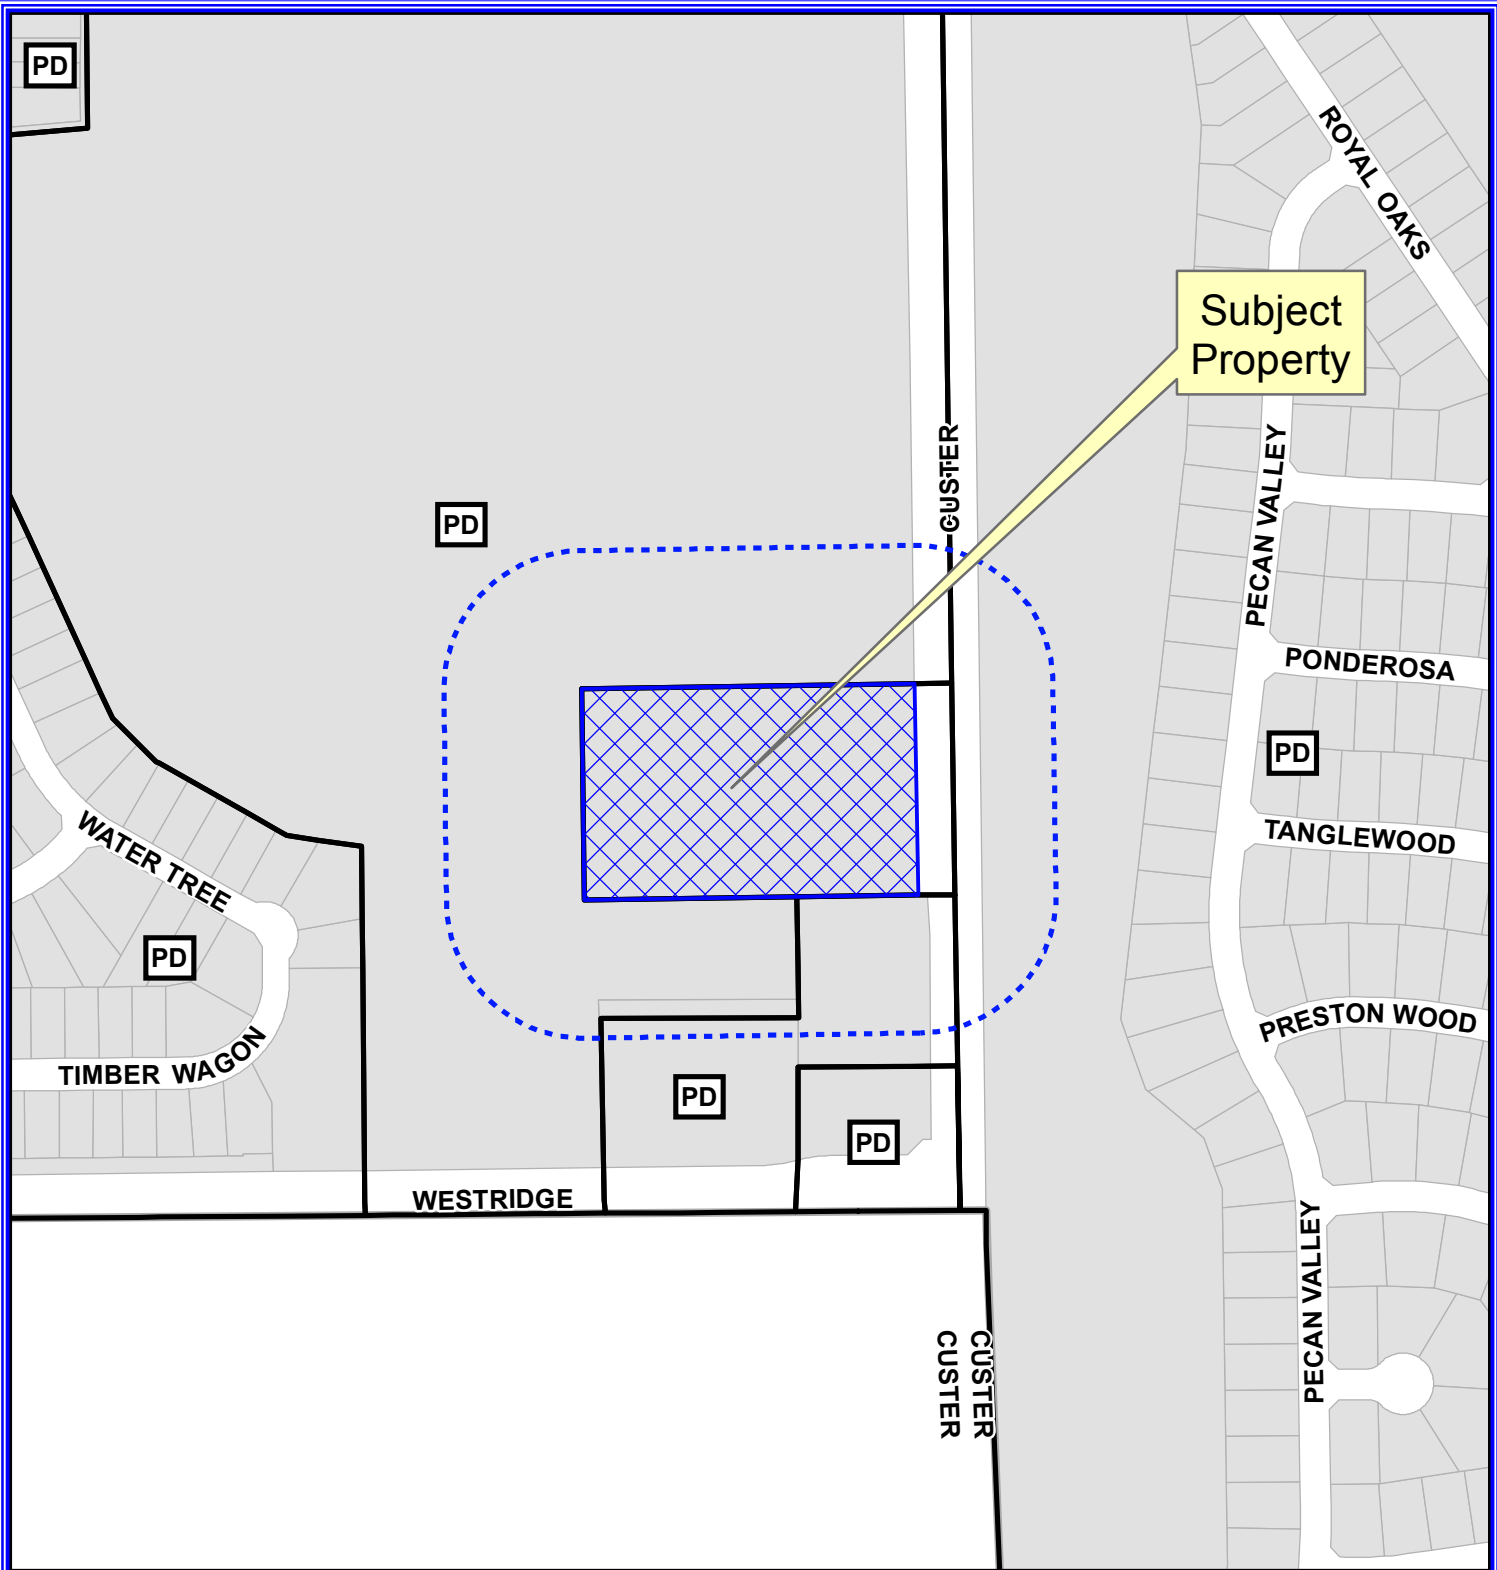 PD
ROYAL OAKS
Subject
Property
CUSTER
PD
PECAN VALLEY
PONDEROSA
PD
TANGLEWOOD
WATER TREE
PD
PRESTON WOOD
TIMBER WAGON
PD
PD
WESTRIDGE
PECAN VALLEY
CUSTER
CUSTER